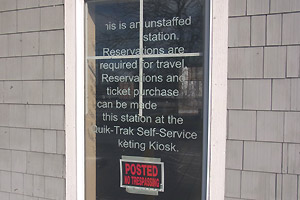 his is an unstaffed
station.
Reservations are
required for travel.
Reservations and
ticket purchase
can be made
this station at the
Quik-Trak Self-Service
keting Kiosk.
POSTED
NO TRESPASSING